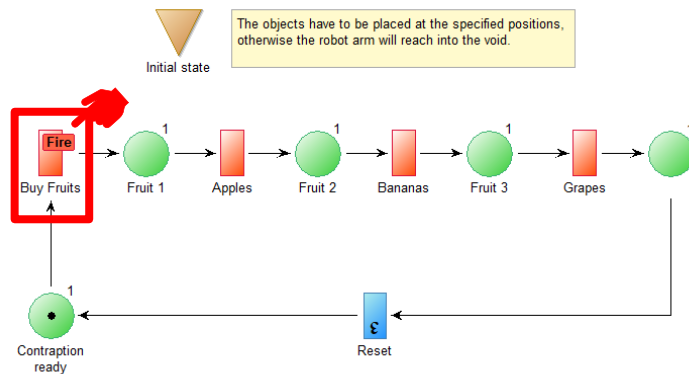 The objects have to be placed at the specified positions,
otherwise the robot arm will reach into the void.
Initial state
1 1 1 1
Fire
Buy Fruits Fruit 1 Apples Fruit 2 Bananas Fruit 3 Grapes
1
ε
Contraption
ready
Reset